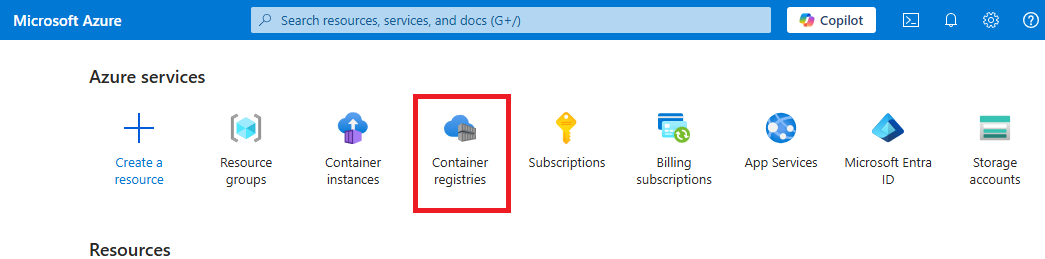 Microsoft Azure
Search resources, services, and docs (G+/)
Copilot
Azure services
Create a
resource
Resource
groups
Container
instances
Container
registries
Subscriptions
Billing
subscriptions
App Services
Microsoft Entra
ID
Storage
accounts
Resources